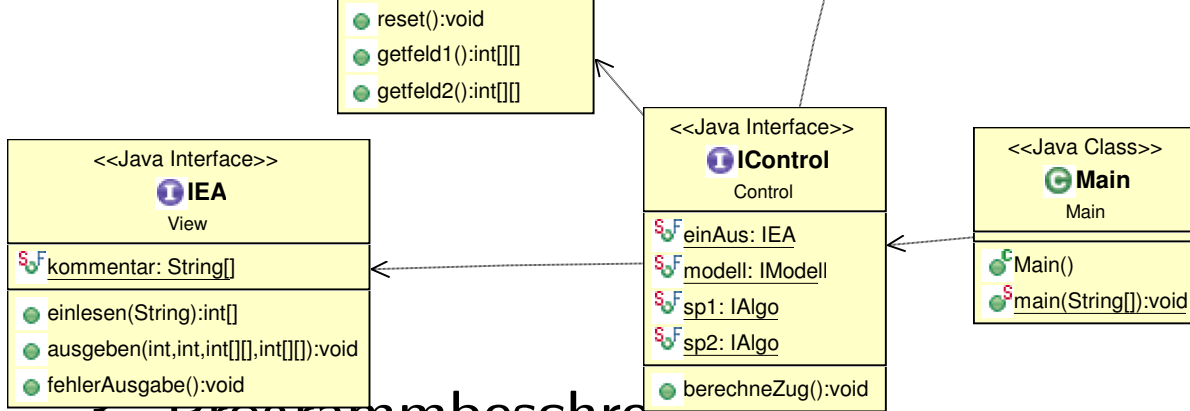 reset():void
getfeld1():int[][]
getfeld2():int[][]
<<Java Interface>>
IEA
View
kommentar: String[]
einlesen(String):int[]
ausgeben(int,int,int[][],int[][]):void
fehlerAusgabe():void
<<Java Interface>>
IControl
Control
einAus: IEA
modell: IModell
sp1: IAlgo
sp2: IAlgo
berechneZug():void
<<Java Class>>
Main
Main
Main()
main(String[]):void